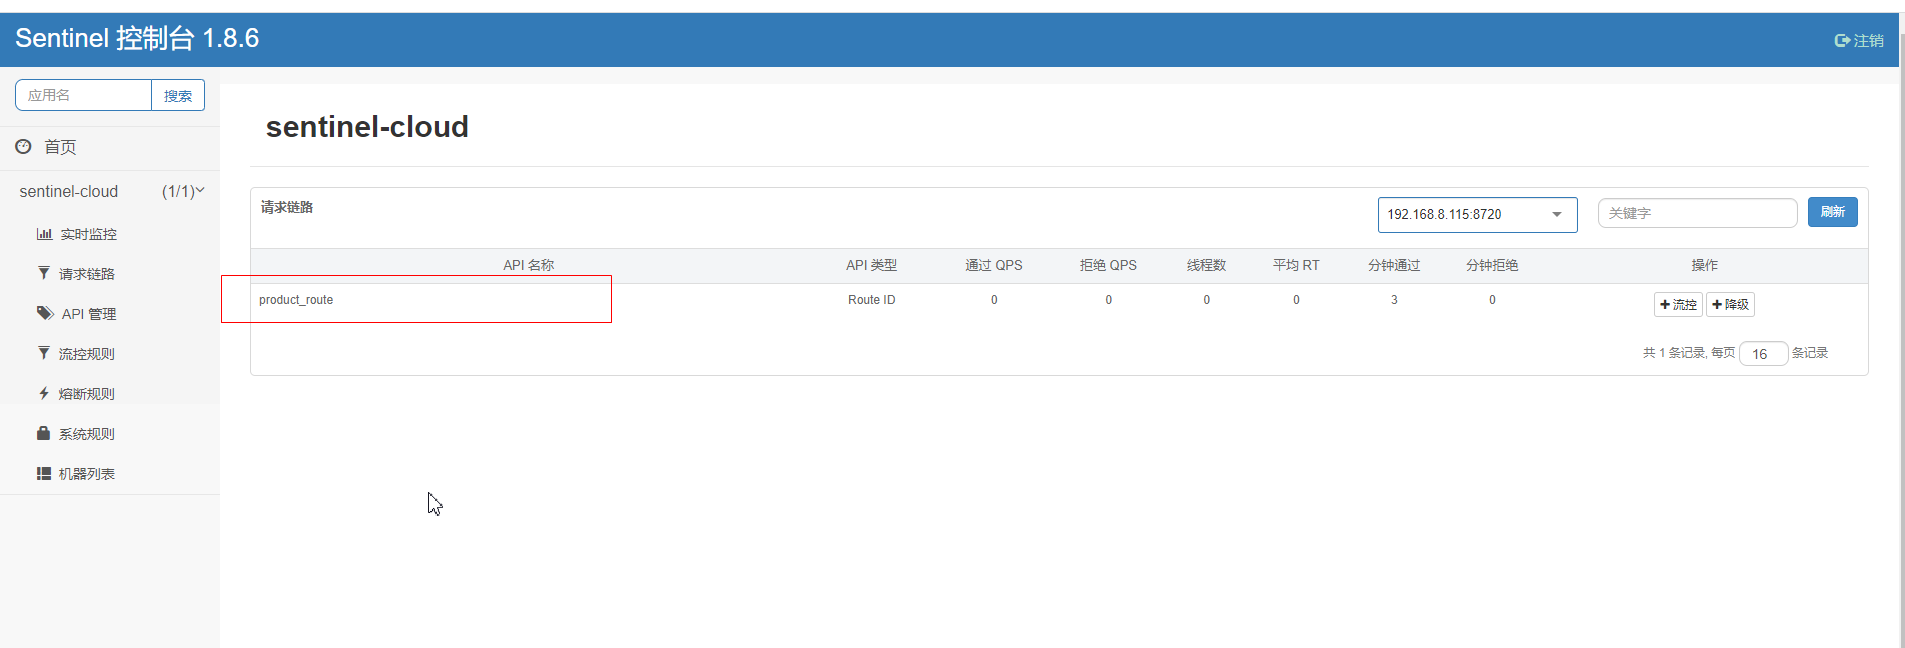 Sentinel 控制台 1.8.6
注销
应用名
搜索
首页
sentinel-cloud (1/1)
实时监控
请求链路
API 管理
流控规则
熔断规则
系统规则
机器列表
sentinel-cloud
请求链路
192.168.8.115:8720
关键字
刷新
API 名称 API 类型 通过 QPS 拒绝 QPS 线程数 平均 RT 分钟通过 分钟拒绝 操作
product_route Route ID 0 0 0 0 3 0 流控 降级
共 1 条记录, 每页 16 条记录